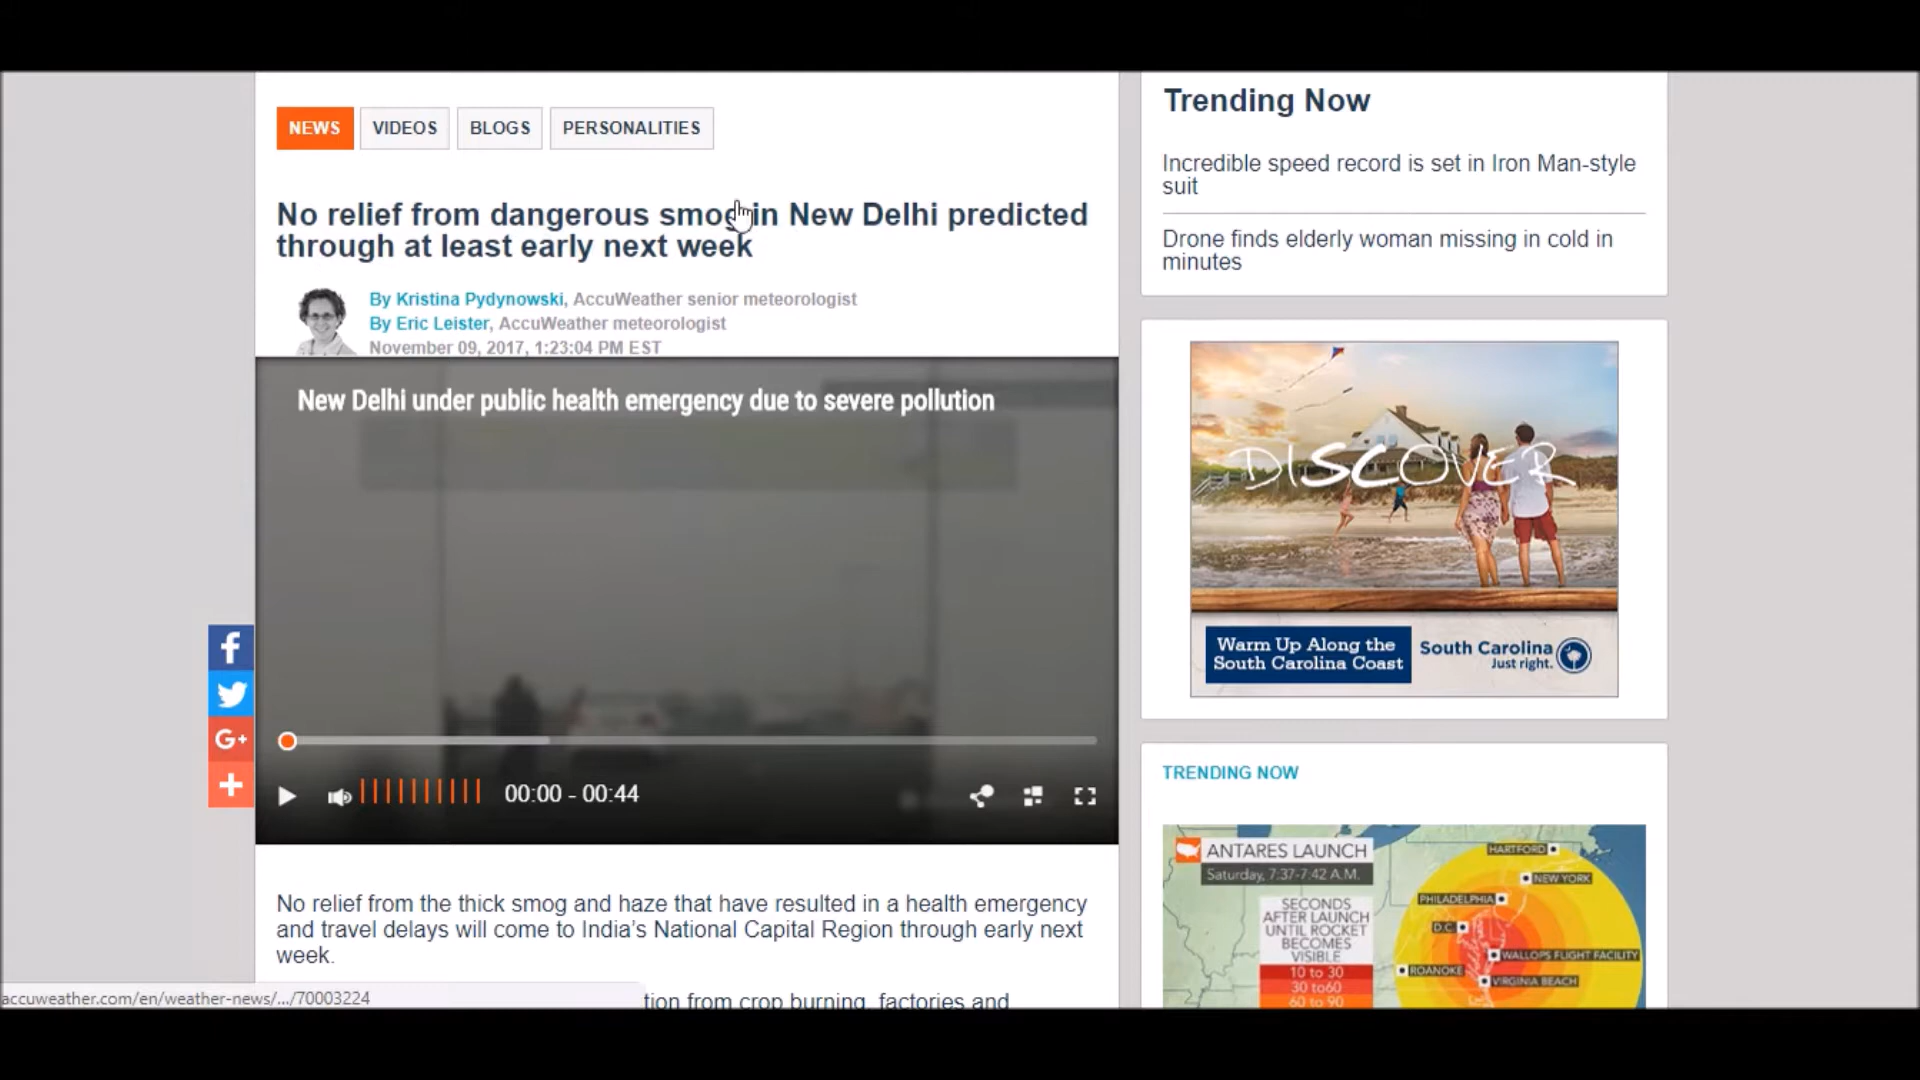 NEWS
VIDEOS
BLOGS
PERSONALITIES
No relief from dangerous smog in New Delhi predicted
through at least early next week
By Kristina Pydynowski, AccuWeather senior meteorologist
By Eric Leister, AccuWeather meteorologist
November 09, 2017, 1:23:04 PM EST
New Delhi under public health emergency due to severe pollution
00:00 - 00:44
G+
No relief from the thick smog and haze that have resulted in a health emergency
and travel delays will come to India's National Capital Region through early next
week.
tion from crop burning, factories and
accuweather.com/en/weather-news/.../70003224
Trending Now
Incredible speed record is set in Iron Man-style
suit
Drone finds elderly woman missing in cold in
minutes
DISCOVER
Warm Up Along the
South Carolina Coast
South Carolina
Just right.
TRENDING NOW
ANTARES LAUNCH
Saturday, 7:37-7:42 A.M.
SECONDS
AFTER LAUNCH
UNTIL ROCKET
BECOMES
VISIBLE
10 to 30
30 to60
60 to 90
HARTFORD
NEW YORK
PHILADELPHIA
D.C.
WALLOPS FLIGHT FACILITY
ROANOKE
VIRGINIA BEACH